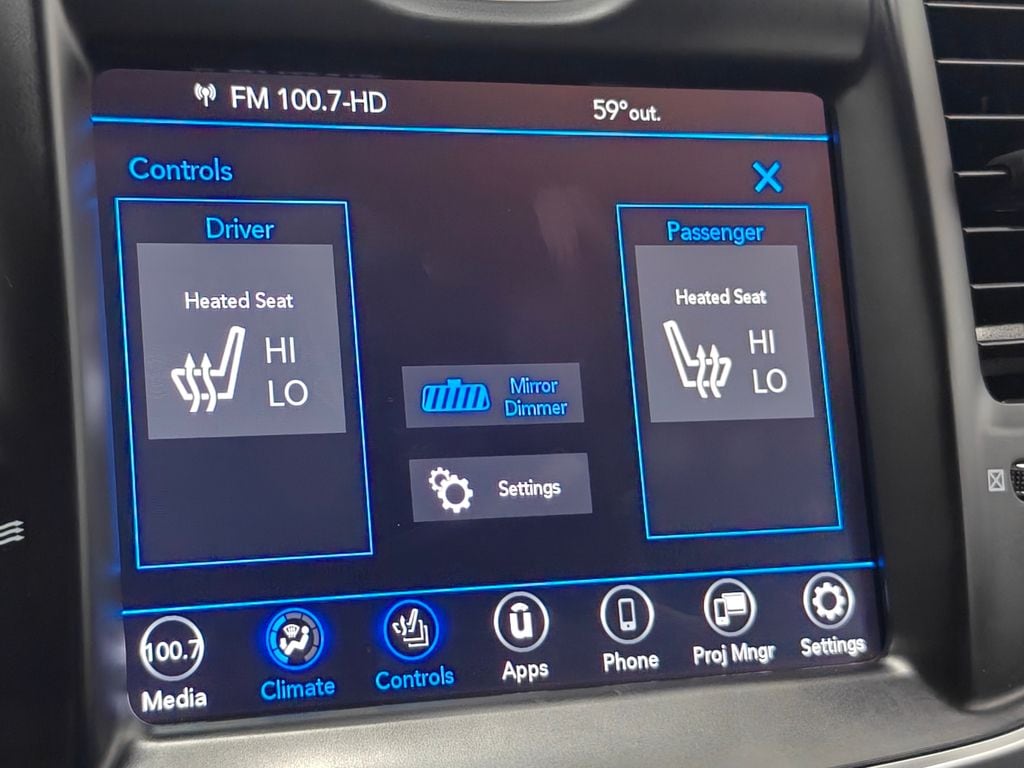 FM 100.7-HD
59° out.
Controls
Driver
Heated Seat
HI
LO
Passenger
Heated Seat
HI
LO
Mirror
Dimmer
Settings
100.7
Media
Climate
Controls
ū
Apps
Phone
Proj Mngr
Settings